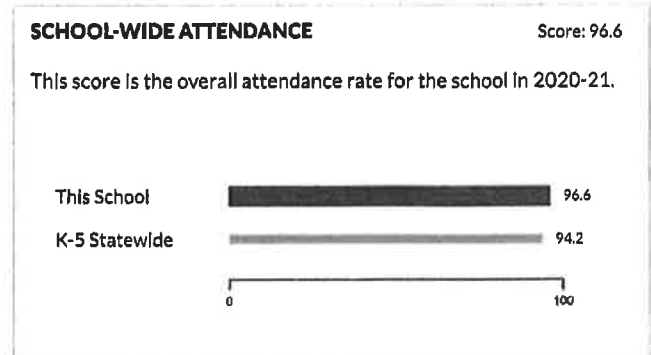 SCHOOL-WIDE ATTENDANCE Score: 96.6
This score is the overall attendance rate for the school in 2020-21.
This School 96.6
K-5 Statewide 94.2
0 100